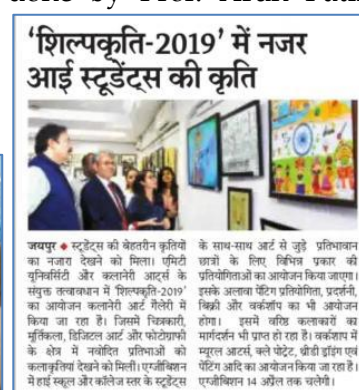 done by Prof. Arun
'शिल्पकृति-2019' में नजर
आई स्टूडेंट्स की कृति
जयपुर ◆ स्टूडेंट्स की बेहतरीन कृतियों
का नजारा देखने को मिला। एमिटी
यूनिवर्सिटी और कलानेरी आर्ट्स के
संयुक्त तत्वावधान में 'शिल्पकृति-2019'
का आयोजन कलानेरी आर्ट गैलेरी में
किया जा रहा है। जिसमें चित्रकारी,
मूर्तिकला, डिजिटल आर्ट और फोटोग्राफी
के क्षेत्र में नवोदित प्रतिभाओं को
कलाकृतियां देखने को मिली। एग्जीबिशन
में हाई स्कूल और कॉलेज स्तर के स्टूडेंट्स
के साथ-साथ आर्ट से जुड़े प्रतिभावान
छात्रों के लिए विभिन्न प्रकार की
प्रतियोगिताओं का आयोजन किया जाएगा।
इसके अलावा पेंटिंग प्रतियोगिता, प्रदर्शनी,
बिक्री और वर्कशॉप का भी आयोजन
होगा। इसमें वरिष्ठ कलाकारों का
मार्गदर्शन भी प्राप्त हो रहा है। वर्कशाप में
म्यूरल आटर्स, क्ले पोट्रेट, थ्रीडी ड्रॉइंग एवं
पेंटिंग आदि का आयोजन किया जा रहा है।
एग्जीबिशन 14 अप्रैल तक चलेगी।